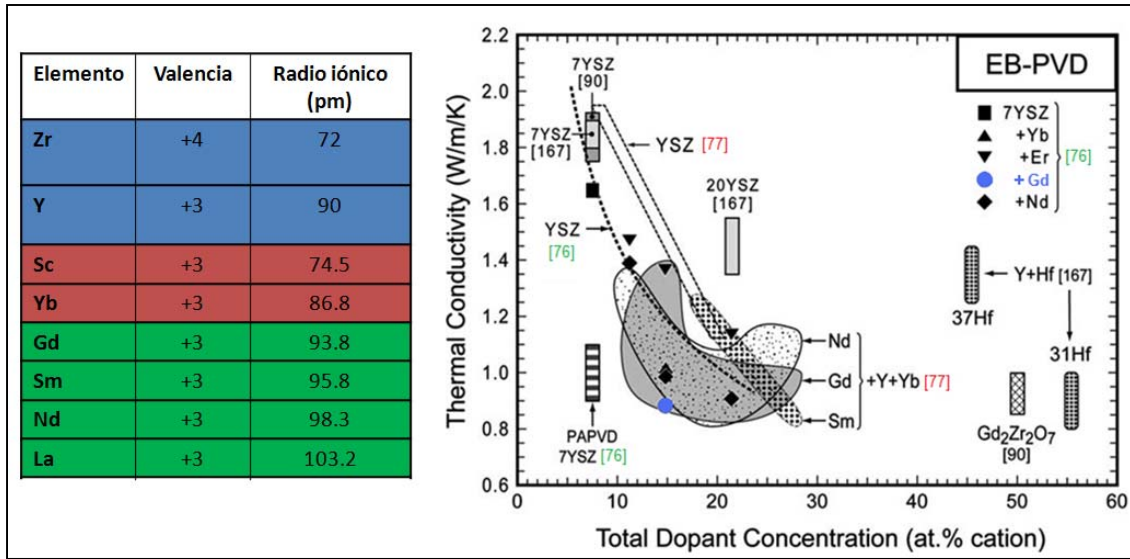 Elemento Valencia Radio iónico
(pm)
Zr +4 72
Y +3 90
Sc +3 74.5
Yb +3 86.8
Gd +3 93.8
Sm +3 95.8
Nd +3 98.3
La +3 103.2
Thermal Conductivity (W/m/K)
2.2
2.0
1.8
1.6
1.4
1.2
1.0
0.8
0.6
0 10 20 30 40 50 60
Total Dopant Concentration (at.% cation)
EB-PVD
7YSZ
+Yb
+Er
+Gd
+Nd
[76]
7YSZ
[90]
7YSZ
[167]
YSZ [77]
YSZ
[76]
20YSZ
[167]
Y+Hf [167]
37Hf
31Hf
Nd
Gd
Sm
+Y+Yb [77]
PAPVD
7YSZ [76]
Gd2Zr2O7
[90]